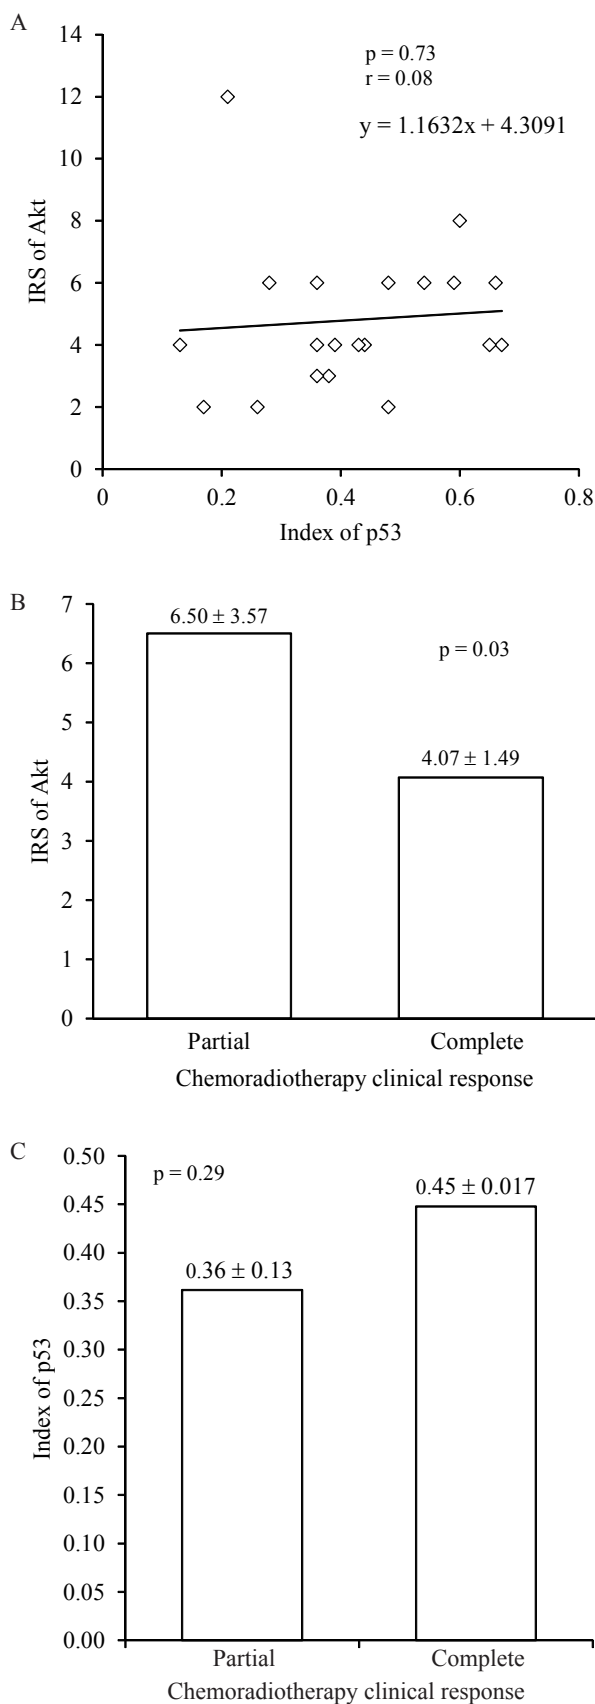 A
14
12
10
8
6
4
2
0
IRS of Akt
p = 0.73
r = 0.08
y = 1.1632x + 4.3091
0 0.2 0.4 0.6 0.8
Index of p53
B
7
6
5
4
3
2
1
0
IRS of Akt
6.50 ± 3.57
p = 0.03
4.07 ± 1.49
Partial Complete
Chemoradiotherapy clinical response
C
0.50
0.45
0.40
0.35
0.30
0.25
0.20
0.15
0.10
0.05
0.00
Index of p53
p = 0.29
0.45 ± 0.017
0.36 ± 0.13
Partial Complete
Chemoradiotherapy clinical response